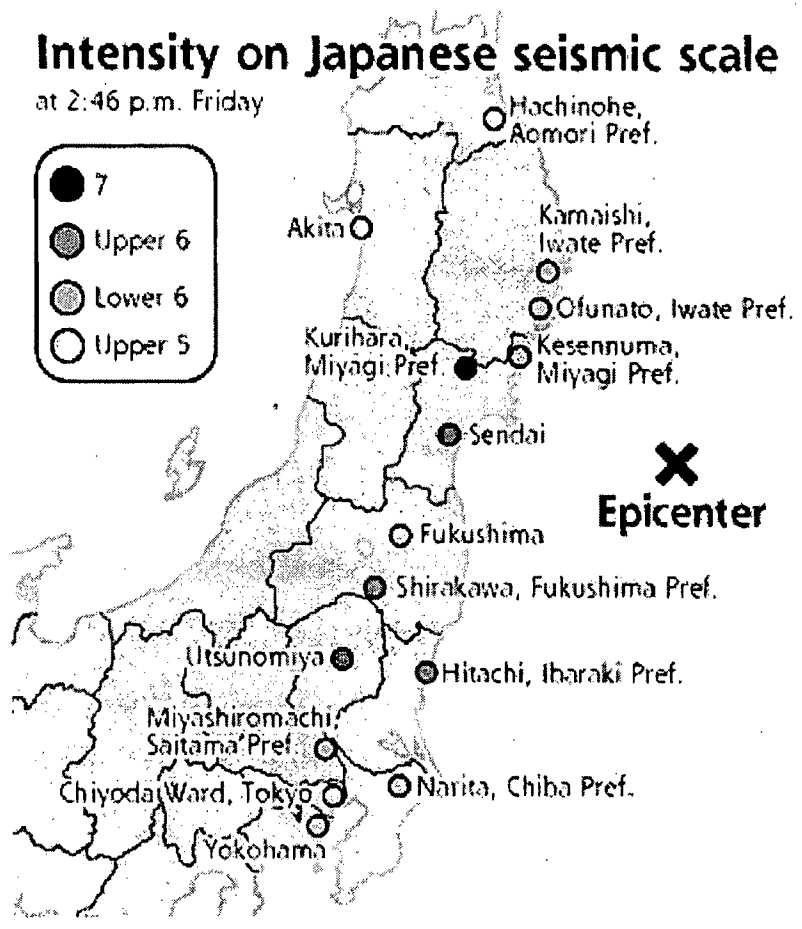 Intensity on Japanese seismic scale
at 2:46 p.m. Friday
7
Upper 6
Lower 6
Upper 5
Hachinohe,
Aomori Pref.
Akita
Kamaishi,
Iwate Pref.
Ofunato, Iwate Pref.
Kurihara,
Miyagi Pref.
Kesennuma,
Miyagi Pref.
Sendai
Epicenter
Fukushima
Shirakawa, Fukushima Pref.
Utsunomiya
Hitachi, Ibaraki Pref.
Miyashiromachi,
Saitama Pref.
Chiyoda Ward, Tokyo
Narita, Chiba Pref.
Yokohama